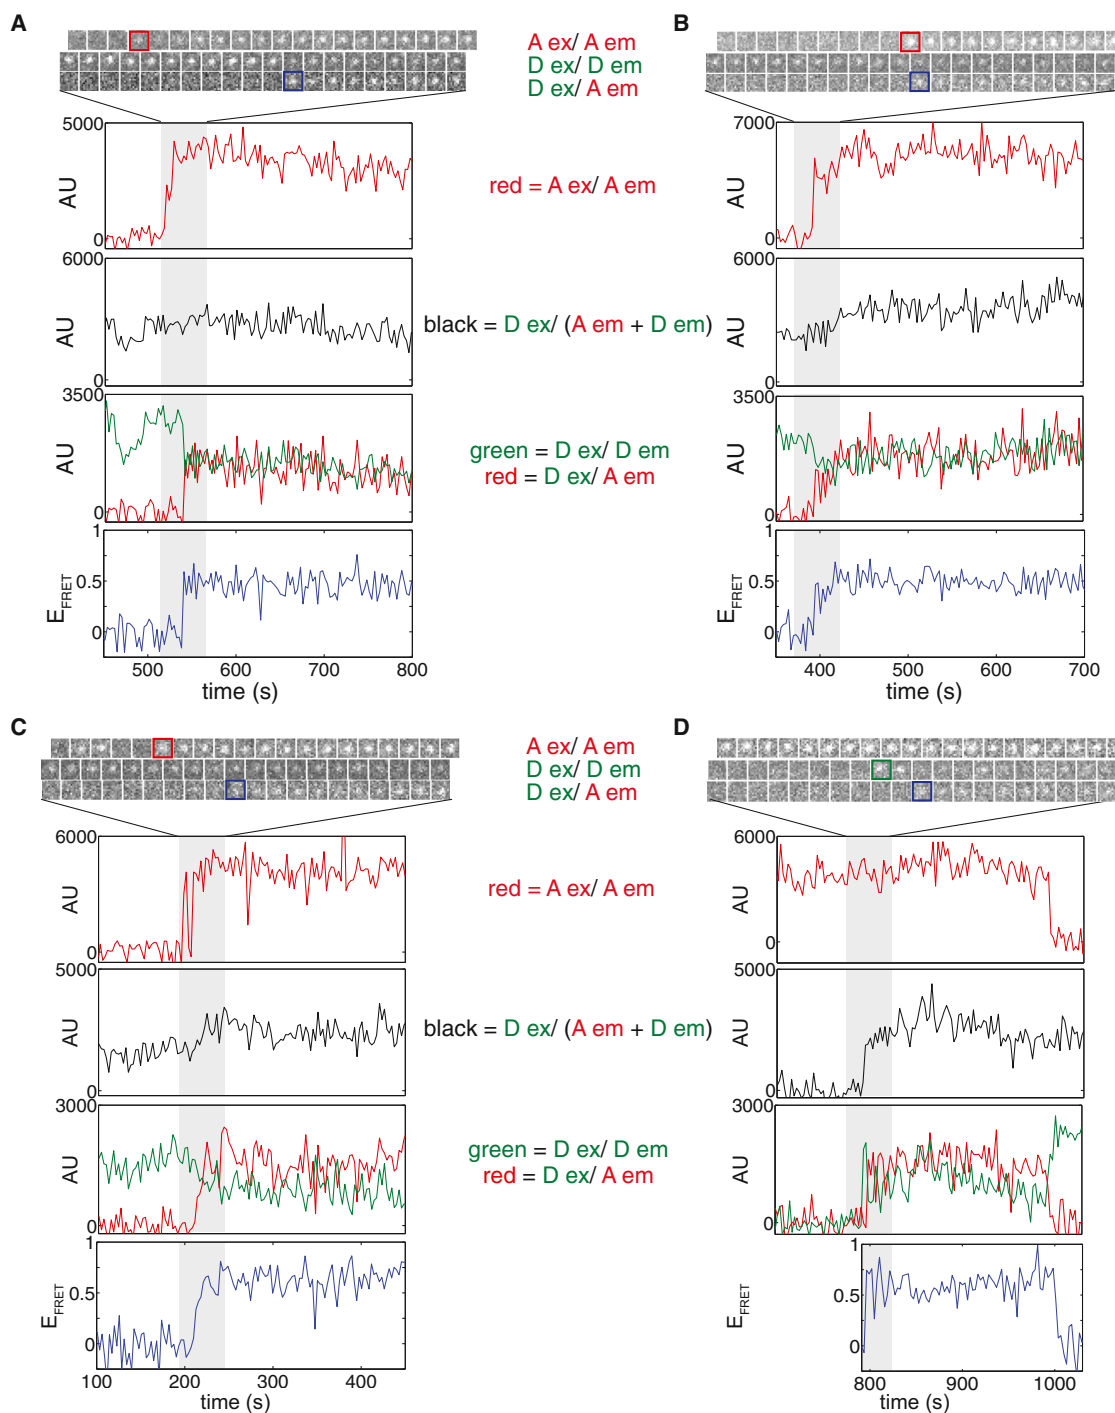 A
B
A ex/ A em
D ex/ D em
D ex/ A em
5000
AU
0
red = A ex/ A em
7000
AU
0
6000
AU
0
black = D ex/ (A em + D em)
6000
AU
0
3500
AU
0
green = D ex/ D em
red = D ex/ A em
3500
AU
0
1
0.5
0
E FRET
500 600 700 800
time (s)
1
0.5
0
E FRET
400 500 600 700
time (s)
C
D
A ex/ A em
D ex/ D em
D ex/ A em
6000
AU
0
red = A ex/ A em
6000
AU
0
5000
AU
0
black = D ex/ (A em + D em)
5000
AU
0
3000
AU
0
green = D ex/ D em
red = D ex/ A em
3000
AU
0
1
0.5
0
E FRET
100 200 300 400
time (s)
1
0.5
0
E FRET
800 900 1000
time (s)